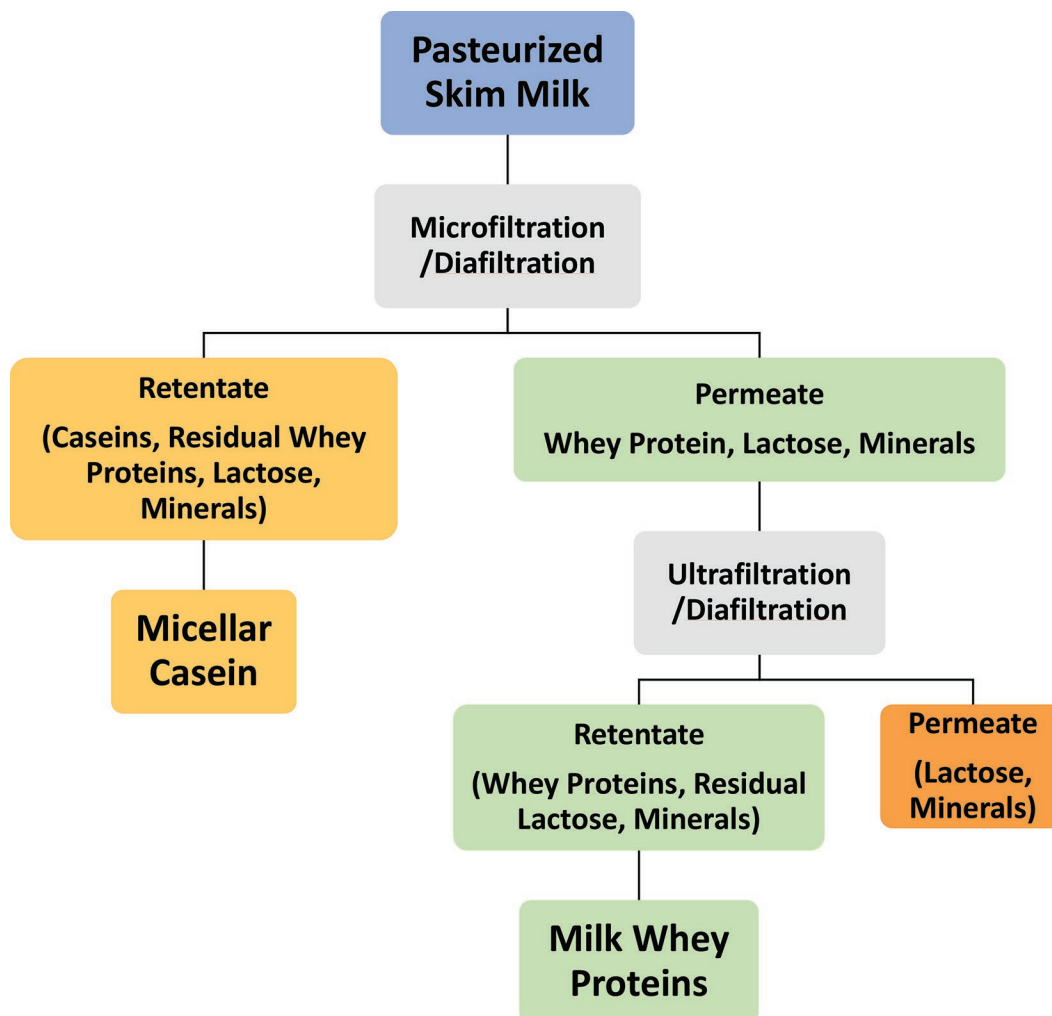 Pasteurized
Skim Milk
Microfiltration
/Diafiltration
Retentate
(Caseins, Residual Whey
Proteins, Lactose,
Minerals)
Permeate
Whey Protein, Lactose, Minerals
Micellar
Casein
Ultrafiltration
/Diafiltration
Retentate
(Whey Proteins, Residual
Lactose, Minerals)
Permeate
(Lactose,
Minerals)
Milk Whey
Proteins